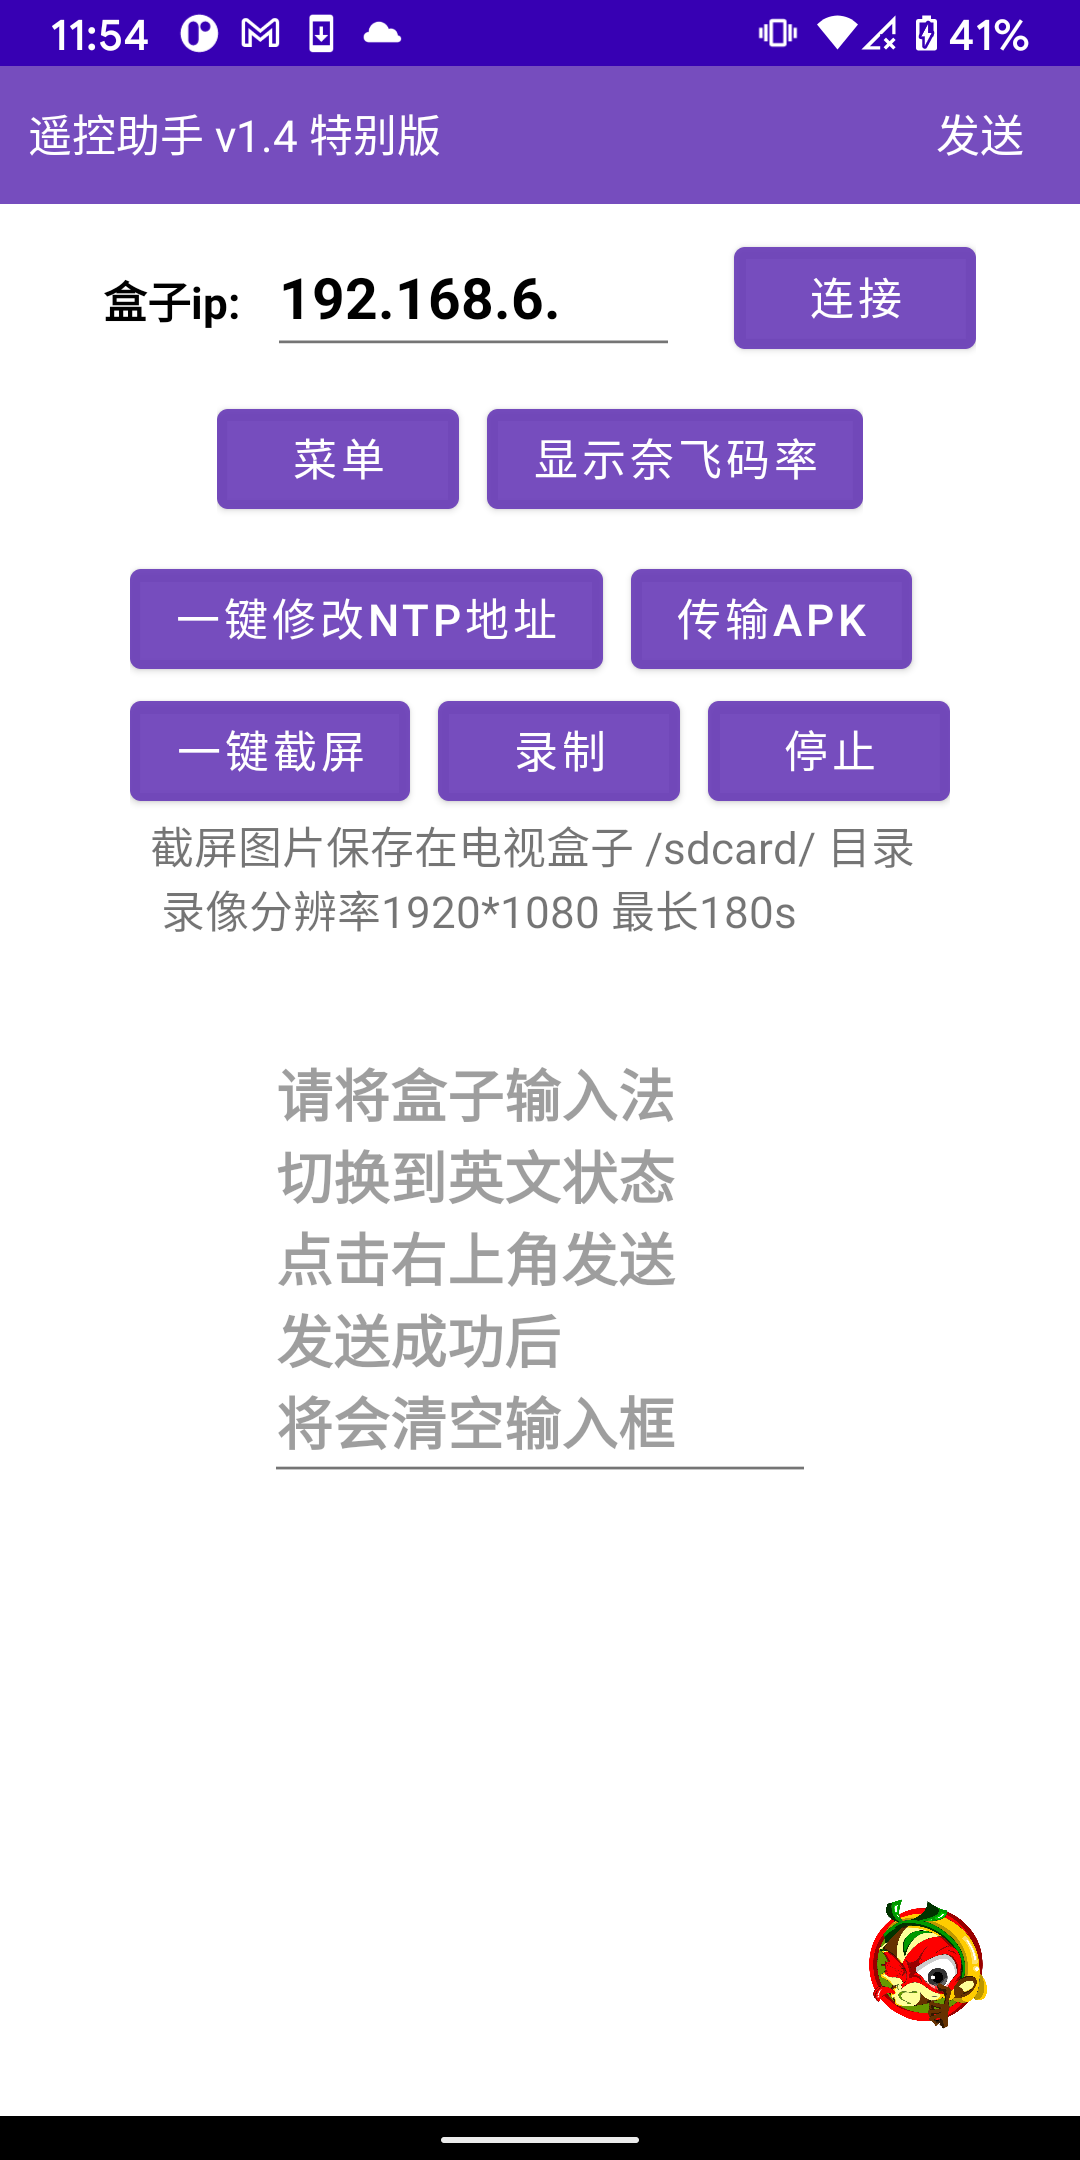 11:54
41%
遥控助手 v1.4 特别版
发送
盒子ip:
192.168.6.
连接
菜单
显示奈飞码率
一键修改NTP地址
传输APK
一键截屏
录制
停止
截屏图片保存在电视盒子 /sdcard/ 目录
录像分辨率1920*1080 最长180s
请将盒子输入法
切换到英文状态
点击右上角发送
发送成功后
将会清空输入框